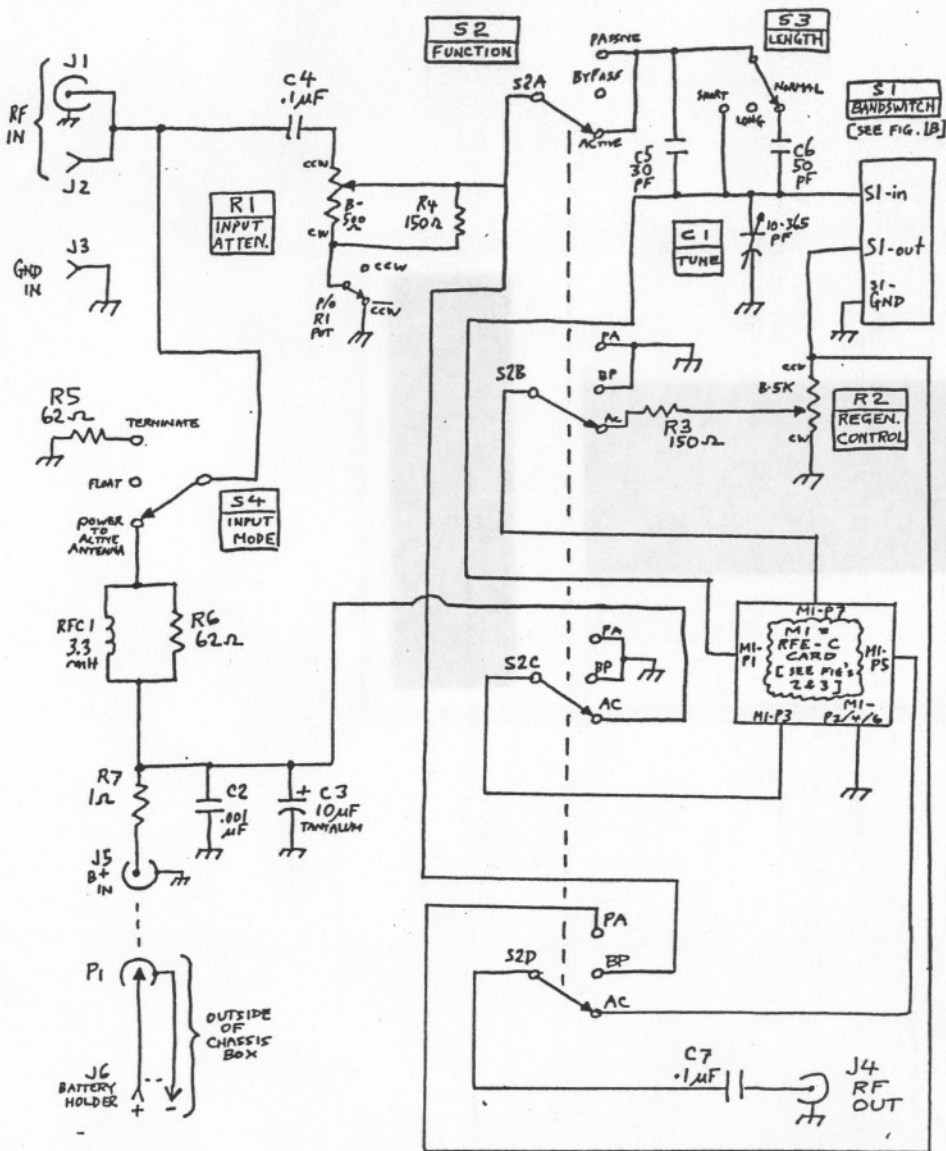 J1
RF
IN
J2
J3
GND
IN
C4
.1µF
CCW
B-
500
CW
R1
INPUT
ATTEN.
R4
150Ω
OCCW
CCW
P/O
R1
POT
S2
FUNCTION
S2A
PASSIVE
BYPASS
ACTIVE
S3
LENGTH
SHORT
LONG
NORMAL
C5
30
PF
C6
50
PF
S1
BANDSWITCH
[SEE FIG. 1B]
S1-in
S1-out
S1-
GND
C1
TUNE
10-365
PF
S2B
PA
BP
AC
R3
150Ω
CCW
B-5K
CW
R2
REGEN.
CONTROL
R5
62Ω
TERMINATE
FLOAT
POWER
TO
ACTIVE
ANTENNA
S4
INPUT
MODE
RFC1
3.3
mH
R6
62Ω
R7
1Ω
C2
.001
µF
+ C3
10µF
TANTALUM
J5
B+
IN
P1
J6
BATTERY
HOLDER
+
-
OUTSIDE
OF
CHASSIS
BOX
S2C
PA
BP
AC
M1-P7
M1-
P1
M1 =
RFE-C
CARD
[SEE FIG'S
2 & 3]
M1-
P5
M1-P3
M1-
P2/4/6
S2D
PA
BP
AC
C7
.1µF
J4
RF
OUT